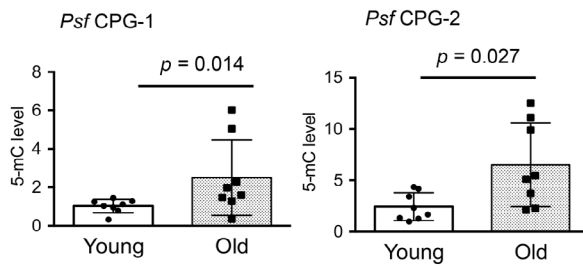 Psf CPG-1
p = 0.014
8
6
4
2
0
5-mC level
Young Old
Psf CPG-2
p = 0.027
15
10
5
0
5-mC level
Young Old